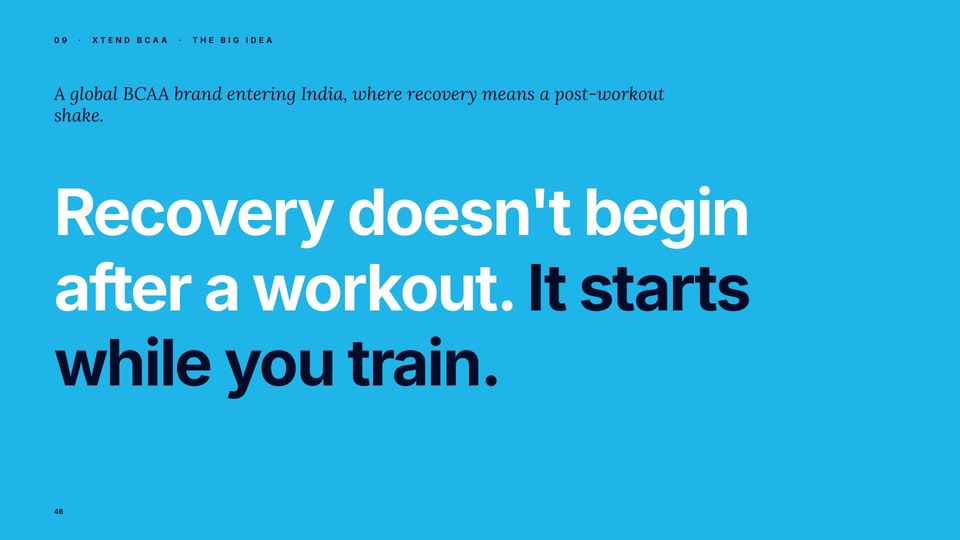 09 · XTEND BCAA · THE BIG IDEA
A global BCAA brand entering India, where recovery means a post-workout
shake.
Recovery doesn't begin
after a workout. It starts
while you train.
46